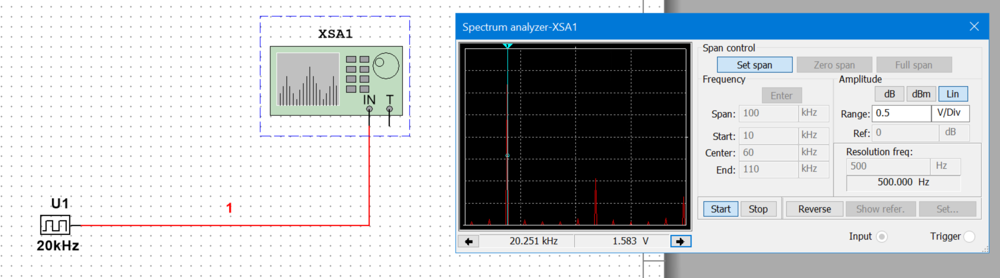 XSA1
IN T
U1
1
20kHz
Spectrum analyzer-XSA1
1
20.251 kHz 1.583 V
Span control
Set span Zero span Full span
Frequency
Enter
Span: 100 kHz
Start: 10 kHz
Center: 60 kHz
End: 110 kHz
Amplitude
dB dBm Lin
Range: 0.5 V/Div
Ref: 0 dB
Resolution freq:
500 Hz
500.000 Hz
Start Stop Reverse Show refer. Set...
Input Trigger